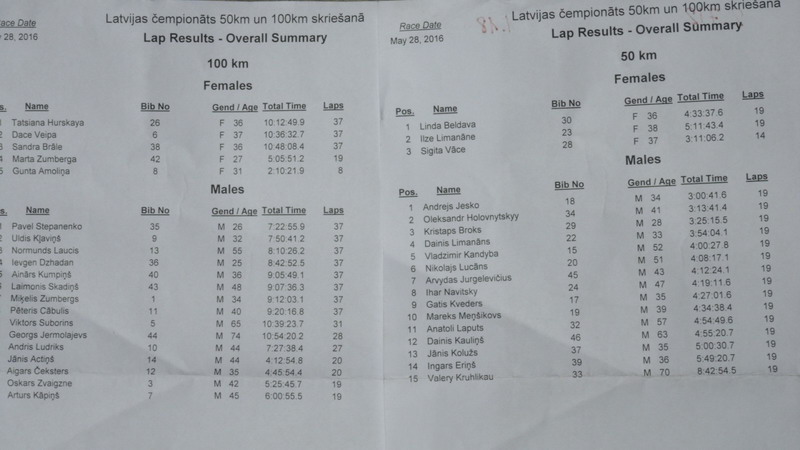 Race Date
May 28, 2016
Latvijas čempionāts 50km un 100km skriešanā
Lap Results - Overall Summary
100 km
Females
Pos. Name Bib No Gend / Age Total Time Laps
1 Tatsiana Hurskaya 26 F 36 10:12:49.9 37
2 Dace Veipa 6 F 37 10:36:32.7 37
3 Sandra Brāle 38 F 36 10:48:08.4 37
4 Marta Zumberga 42 F 27 5:05:51.2 19
5 Gunta Amoliņa 8 F 31 2:10:21.9 8
Males
Pos. Name Bib No Gend / Age Total Time Laps
1 Pavel Stepanenko 35 M 26 7:22:55.9 37
2 Uldis Kļaviņš 9 M 32 7:50:41.2 37
3 Normunds Laucis 13 M 55 8:10:26.2 37
4 Ievgen Dzhadan 36 M 25 8:42:52.5 37
5 Ainārs Kumpiņš 40 M 36 9:05:49.1 37
6 Laimonis Skadiņš 43 M 48 9:07:36.3 37
7 Miķelis Zumbergs 1 M 34 9:12:03.1 37
Pēteris Cābulis 11 M 40 9:20:16.8 37
Viktors Suborins 5 M 65 10:39:23.7 31
Georgs Jermolajevs 44 M 74 10:54:20.2 28
Andris Ludriks 10 M 44 7:27:38.4 27
Jānis Actiņš 14 M 44 4:12:54.8 20
Aigars Čeksters 12 M 35 4:45:54.4 20
Oskars Zvaigzne 3 M 42 5:25:45.7 19
Arturs Kāpiņš 7 M 45 6:00:55.5 19
Race Date
May 28, 2016
Latvijas čempionāts 50km un 100km skriešanā
Lap Results - Overall Summary
50 km
Females
Pos. Name Bib No Gend / Age Total Time Laps
1 Linda Beldava 30 F 36 4:33:37.6 19
2 Ilze Limanāne 23 F 38 5:11:43.4 19
3 Sigita Vāce 28 F 37 3:11:06.2 14
Males
Pos. Name Bib No Gend / Age Total Time Laps
1 Andrejs Jesko 18 M 34 3:00:41.6 19
2 Oleksandr Holovnytskyy 34 M 41 3:13:41.4 19
3 Kristaps Broks 29 M 28 3:25:15.5 19
4 Dainis Limanāns 22 M 33 3:54:04.1 19
5 Vladzimir Kandyba 15 M 52 4:00:27.8 19
6 Nikolajs Lucāns 20 M 51 4:08:17.1 19
7 Arvydas Jurgelevičius 45 M 43 4:12:24.1 19
8 Ihar Navitsky 24 M 47 4:19:11.6 19
9 Gatis Kveders 17 M 35 4:27:01.6 19
10 Mareks Meņšikovs 19 M 39 4:34:38.4 19
11 Anatoli Laputs 32 M 57 4:54:49.6 19
12 Dainis Kauliņš 46 M 63 4:55:20.7 19
13 Jānis Kolužs 37 M 35 5:00:30.7 19
14 Ingars Eriņš 39 M 36 5:49:20.7 19
15 Valery Kruhlikau 33 M 70 8:42:54.5 19